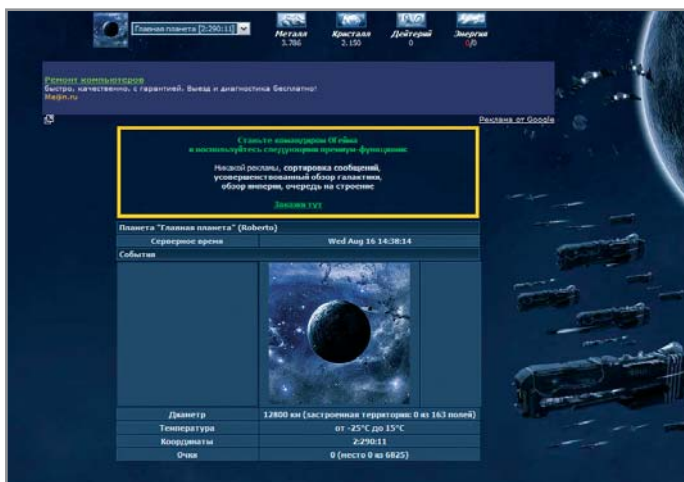 Главная планета [2:290:11]
Металл Кристалл Дейтерий Энергия
3.786 2.150 0 0/0
Ремонт компьютеров
быстро, качественно, с гарантией. Выезд и диагностика бесплатно!
Meijin.ru
Реклама от Google
Станьте командиром ОГейма
и воспользуйтесь следующими премиум-функциями:
Никакой рекламы, сортировка сообщений,
усовершенствованный обзор галактики,
обзор империи, очередь на строение
Закажи тут
Планета "Главная планета" (Roberto)
Серверное время Wed Aug 16 14:38:14
События
Диаметр 12800 км (застроенная территория: 0 из 163 полей)
Температура от -25°C до 15°C
Координаты 2:290:11
Очки 0 (место 0 из 6825)